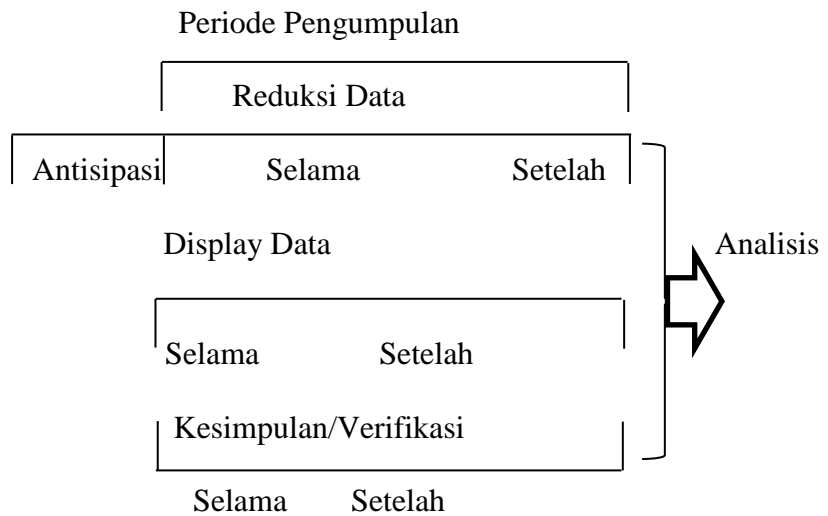 Periode Pengumpulan
Reduksi Data
Antisipasi Selama Setelah
Display Data Analisis
Selama Setelah
Kesimpulan/Verifikasi
Selama Setelah